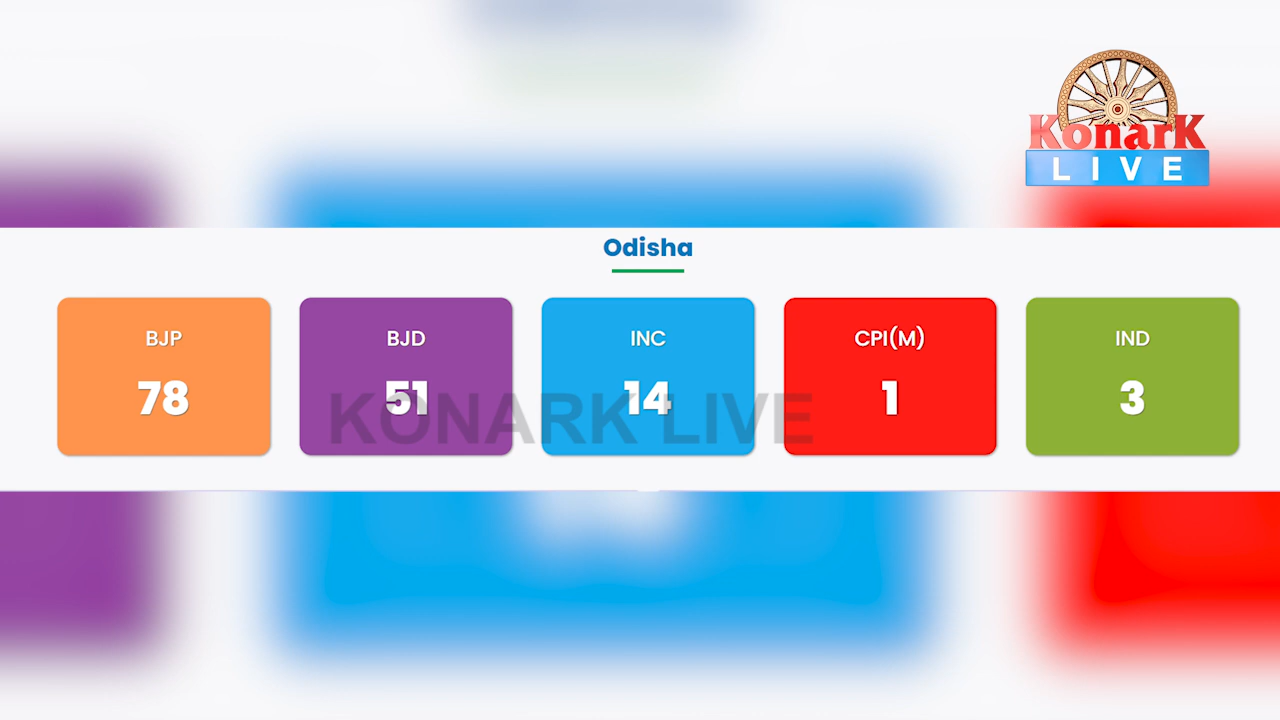 KonarK
LIVE
Odisha
BJP
78
BJD
51
INC
14
CPI(M)
1
IND
3
KONARK LIVE